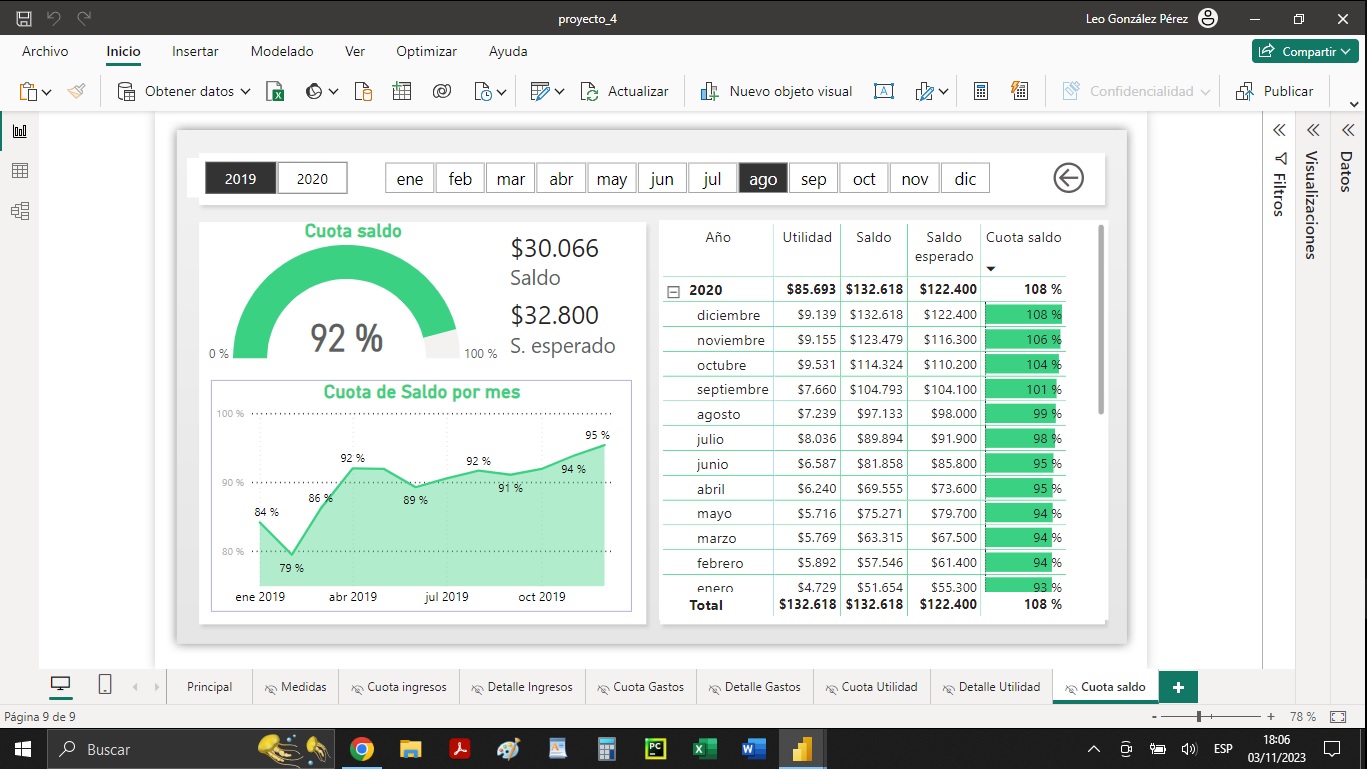 proyecto_4
Leo González Pérez
Archivo Inicio Insertar Modelado Ver Optimizar Ayuda
Compartir
Obtener datos Actualizar Nuevo objeto visual A Confidencialidad Publicar
2019 2020 ene feb mar abr may jun jul ago sep oct nov dic
Cuota saldo
92 %
0 %
100 %
$30.066
Saldo
$32.800
S. esperado
Cuota de Saldo por mes
100 %
90 %
80 %
84 %
79 %
86 %
92 %
89 %
92 %
91 %
94 %
95 %
ene 2019 abr 2019 jul 2019 oct 2019
Año Utilidad Saldo Saldo esperado Cuota saldo
2020 $85.693 $132.618 $122.400 108 %
diciembre $9.139 $132.618 $122.400 108 %
noviembre $9.155 $123.479 $116.300 106 %
octubre $9.531 $114.324 $110.200 104 %
septiembre $7.660 $104.793 $104.100 101 %
agosto $7.239 $97.133 $98.000 99 %
julio $8.036 $89.894 $91.900 98 %
junio $6.587 $81.858 $85.800 95 %
abril $6.240 $69.555 $73.600 95 %
mayo $5.716 $75.271 $79.700 94 %
marzo $5.769 $63.315 $67.500 94 %
febrero $5.892 $57.546 $61.400 94 %
enero $4.729 $51.654 $55.300 93 %
Total $132.618 $132.618 $122.400 108 %
Filtros
Visualizaciones
Datos
Principal Medidas Cuota ingresos Detalle Ingresos Cuota Gastos Detalle Gastos Cuota Utilidad Detalle Utilidad Cuota saldo +
Página 9 de 9
- + 78 %
Buscar
PC
ESP
18:06
03/11/2023